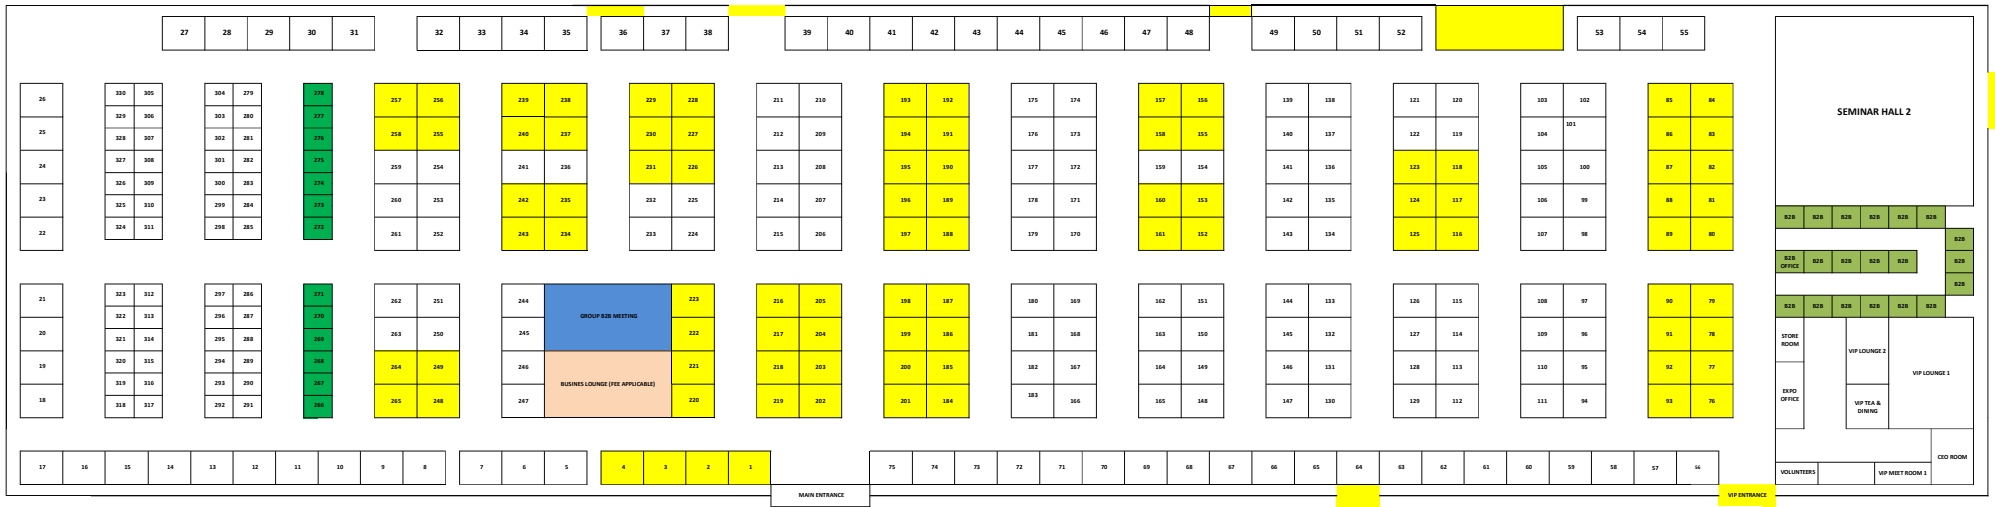 27 28 29 30 31 32 33 34 35 36 37 38 39 40 41 42 43 44 45 46 47 48 49 50 51 52 53 54 55
26 330 305 304 279 278 257 256 239 238 229 228 211 210 193 192 175 174 157 156 139 138 121 120 103 102 85 84
329 306 303 280 277
25 328 307 302 281 276 258 255 240 237 230 227 212 209 194 191 176 173 158 155 140 137 122 119 104 101 86 83
SEMINAR HALL 2
24 327 308 301 282 275 259 254 241 236 231 226 213 208 195 190 177 172 159 154 141 136 123 118 105 100 87 82
326 309 300 283 274
23 325 310 299 284 273 260 253 242 235 232 225 214 207 196 189 178 171 160 153 142 135 124 117 106 99 88 81
22 324 311 298 285 272 261 252 243 234 233 224 215 206 197 188 179 170 161 152 143 134 125 116 107 98 89 80
B2B B2B B2B B2B B2B B2B
B2B
B2B
OFFICE B2B B2B B2B B2B B2B
B2B
21 323 312 297 286 271 262 251 244 GROUP B2B MEETING 223 216 205 198 187 180 169 162 151 144 133 126 115 108 97 90 79
B2B B2B B2B B2B B2B B2B
322 313 296 287 270
20 321 314 295 288 269 263 250 245 222 217 204 199 186 181 168 163 150 145 132 127 114 109 96 91 78
19 320 315 294 289 268 264 249 246 221 218 203 200 185 182 167 164 149 146 131 128 113 110 95 92 77
BUSINES LOUNGE (FEE APPLICABLE)
319 316 293 290 267
18 318 317 292 291 266 265 248 247 220 219 202 201 184 183 166 165 148 147 130 129 112 111 94 93 76
STORE
ROOM
VIP LOUNGE 2
VIP LOUNGE 1
EXPO
OFFICE
VIP TEA &
DINING
17 16 15 14 13 12 11 10 9 8 7 6 5 4 3 2 1 75 74 73 72 71 70 69 68 67 66 65 64 63 62 61 60 59 58 57 56
CEO ROOM
VOLUNTEERS
VIP MEET ROOM 1
MAIN ENTRANCE
VIP ENTRANCE